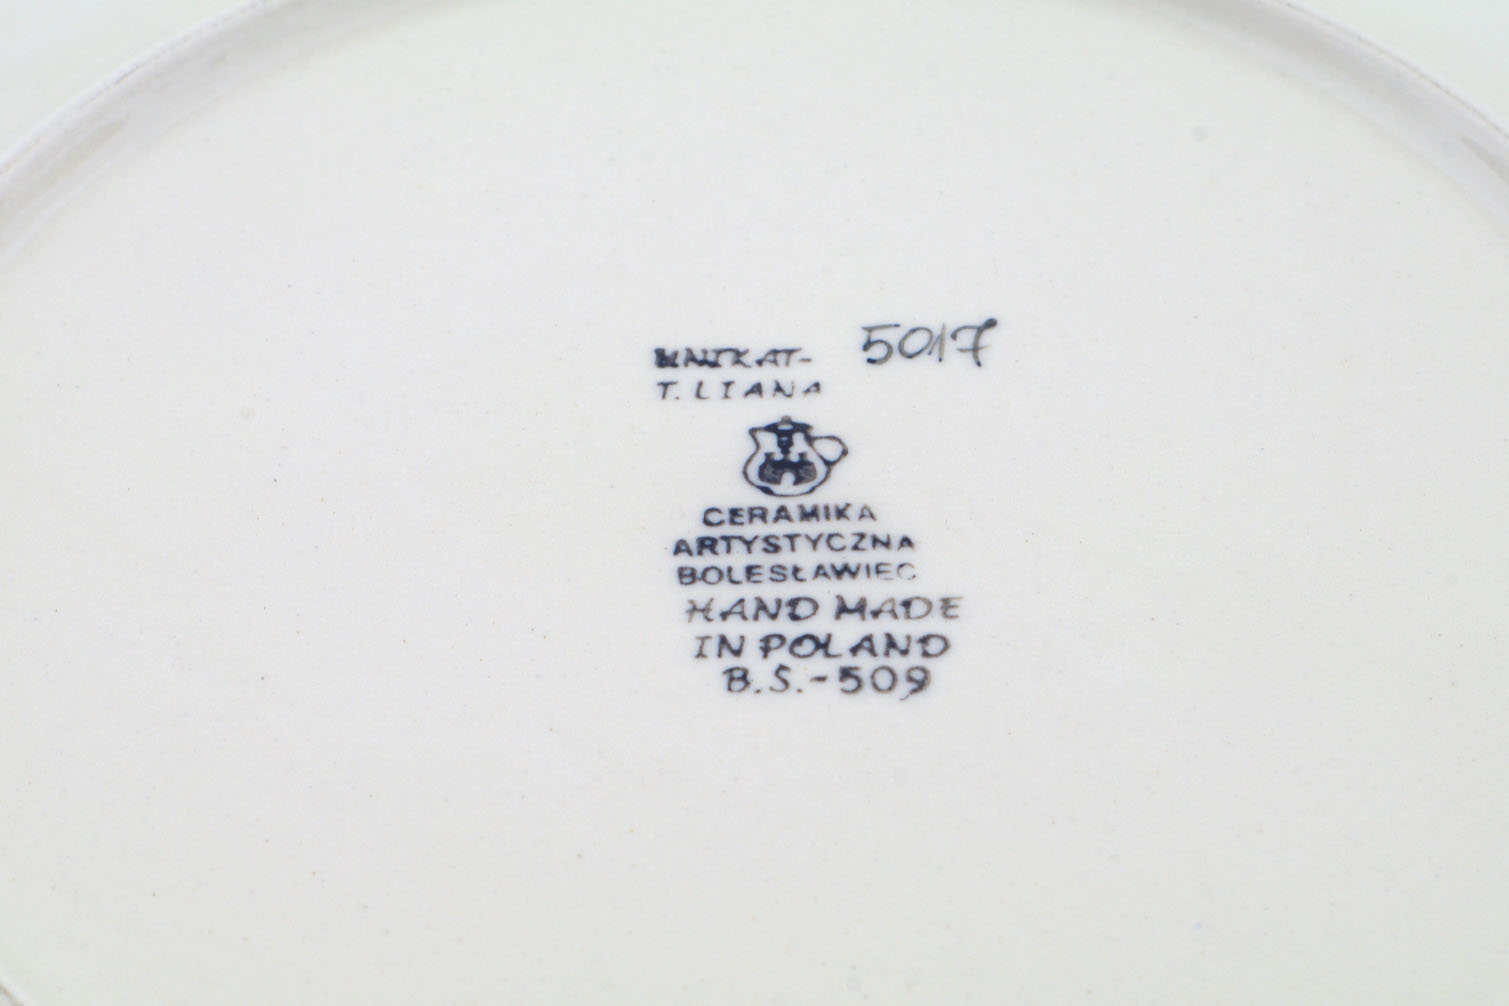 UNIKAT- 5017
T. LIANA
CERAMIKA
ARTYSTYCZNA
BOLESŁAWIEC
HAND MADE
IN POLAND
B.S.-509